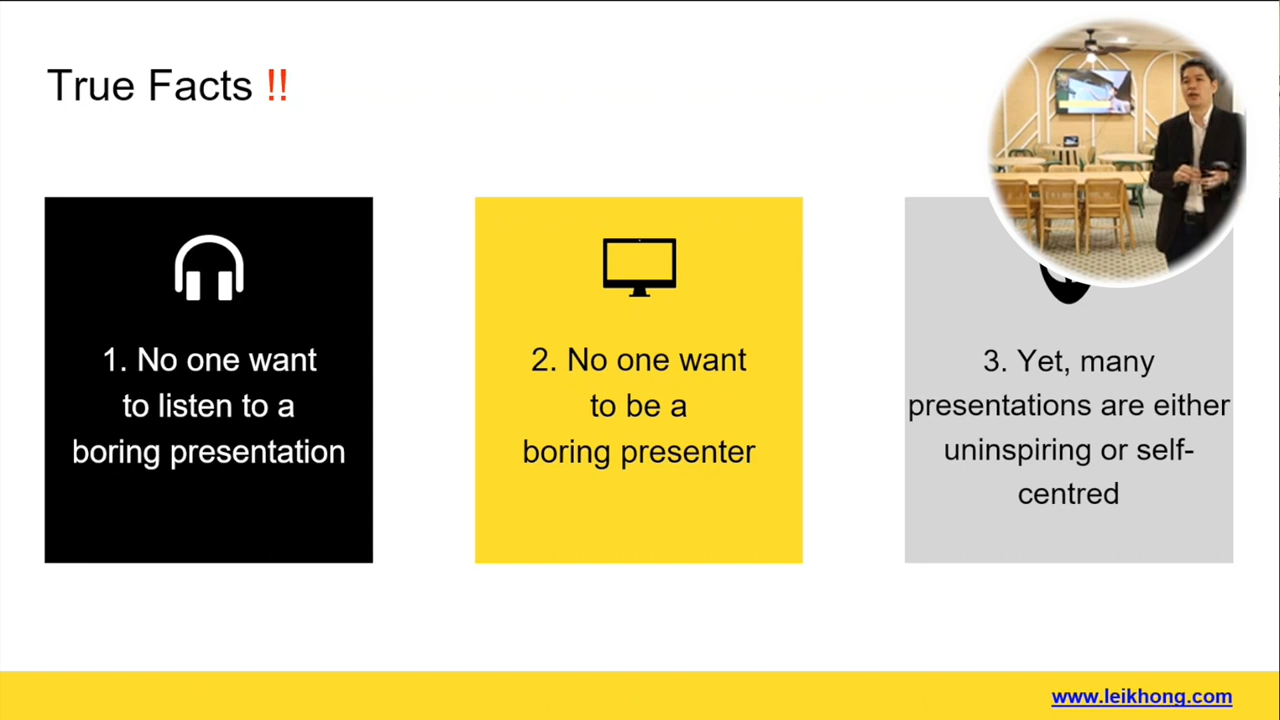 True Facts !!
1. No one want
to listen to a
boring presentation
2. No one want
to be a
boring presenter
3. Yet, many
presentations are either
uninspiring or self-
centred
www.leikhong.com